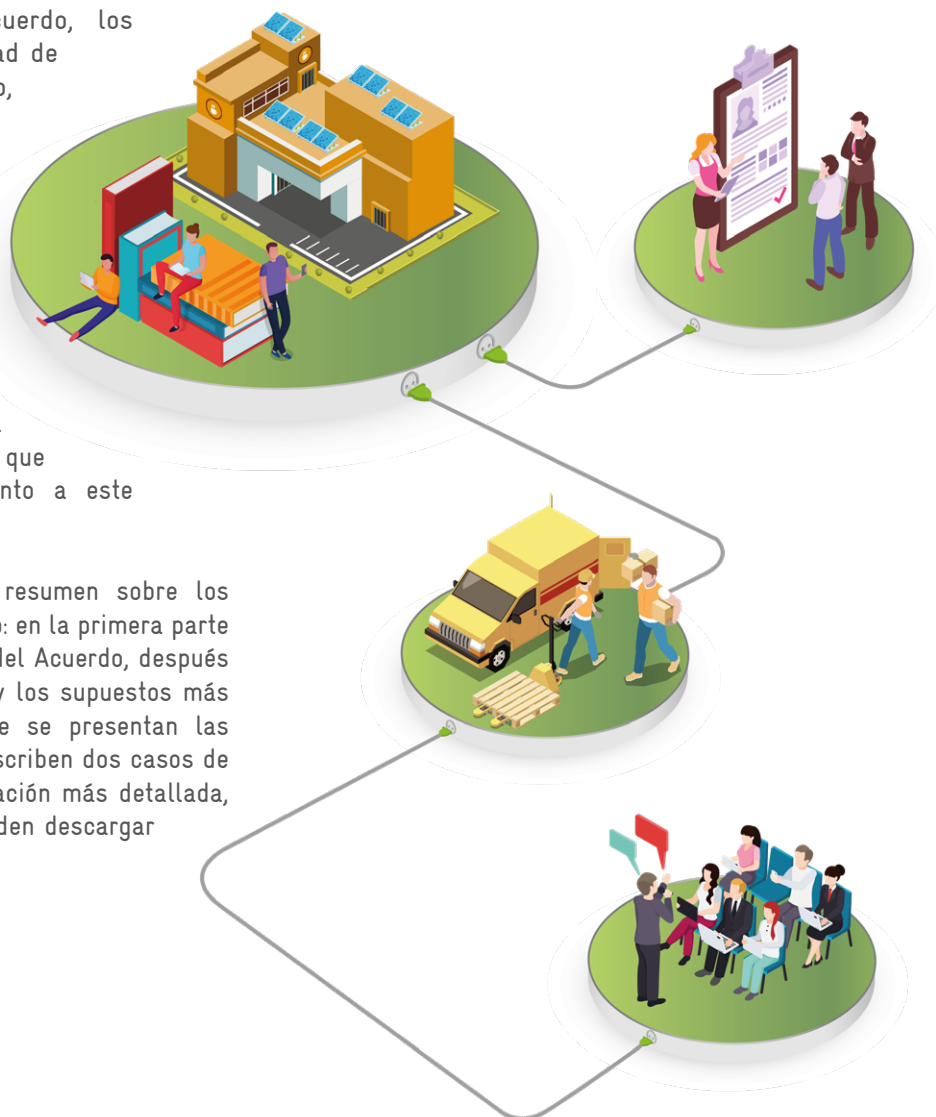 cuerdo, los
ad de
o,
que
nto a este
resumen sobre los
o: en la primera parte
del Acuerdo, después
y los supuestos más
e se presentan las
scriben dos casos de
ación más detallada,
den descargar